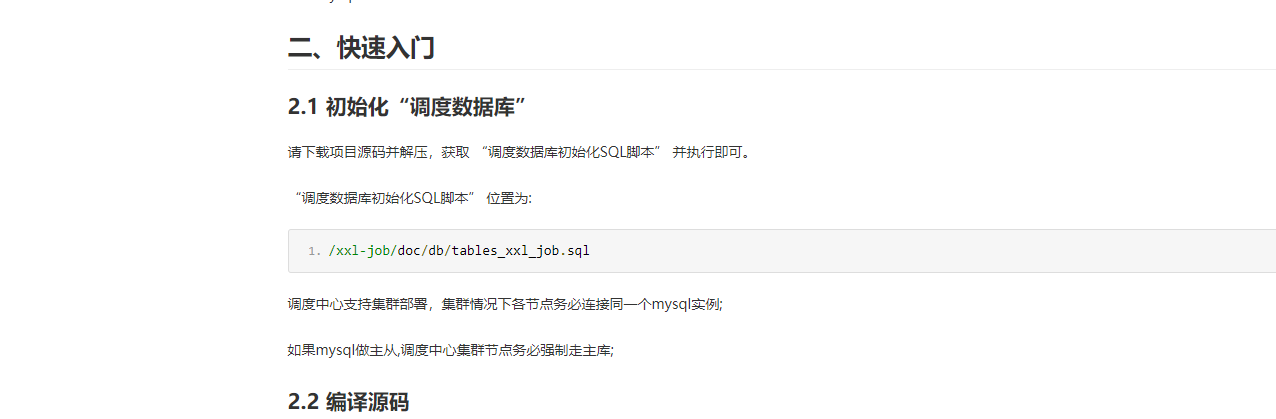 二、快速入门
2.1 初始化“调度数据库”
请下载项目源码并解压，获取 “调度数据库初始化SQL脚本” 并执行即可。
“调度数据库初始化SQL脚本” 位置为:
1. /xxl-job/doc/db/tables_xxl_job.sql
调度中心支持集群部署，集群情况下各节点务必连接同一个mysql实例;
如果mysql做主从,调度中心集群节点务必强制走主库;
2.2 编译源码